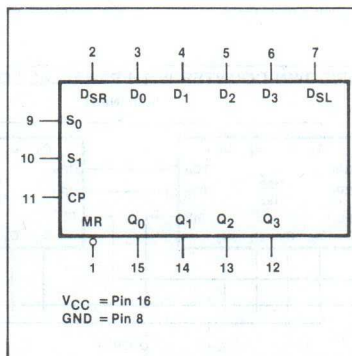 2 3 4 5 6 7
DSR D0 D1 D2 D3 DSL
9 S0
10 S1
11 CP
MR Q0 Q1 Q2 Q3
1 15 14 13 12
VCC = Pin 16
GND = Pin 8